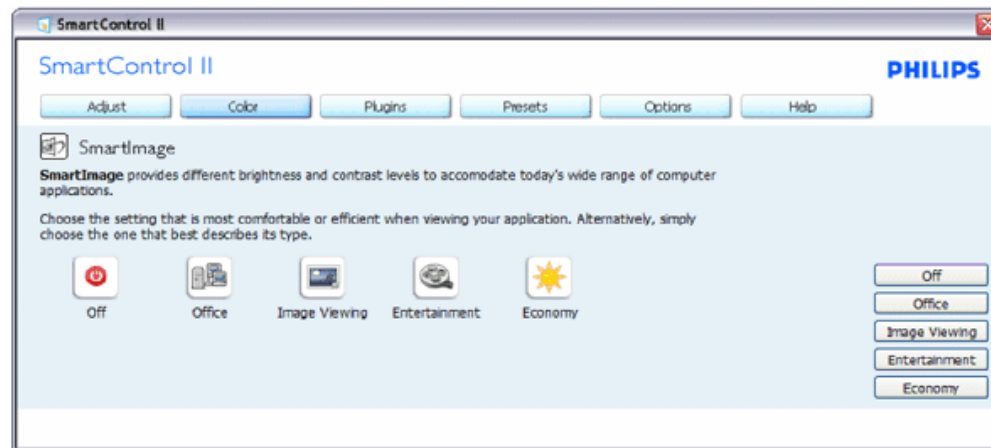 SmartControl II
SmartControl II
PHILIPS
Adjust Color Plugins Presets Options Help
SmartImage
SmartImage provides different brightness and contrast levels to accomodate today's wide range of computer
applications.
Choose the setting that is most comfortable or efficient when viewing your application. Alternatively, simply
choose the one that best describes its type.
Off Office Image Viewing Entertainment Economy
Off
Office
Image Viewing
Entertainment
Economy